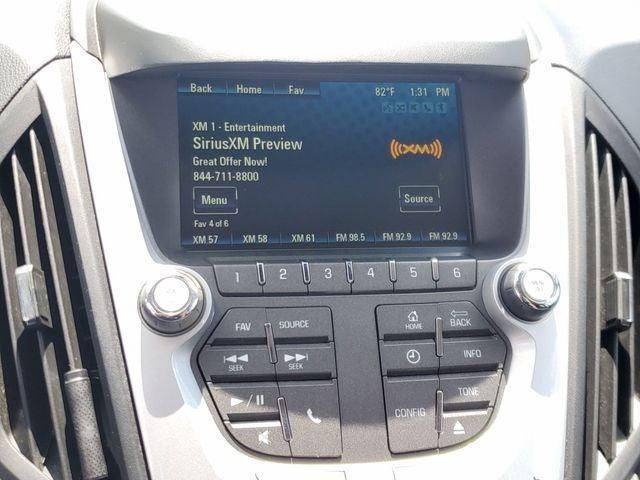 Back Home Fav 82°F 1:31 PM
XM 1 - Entertainment
SiriusXM Preview
((XM))
Great Offer Now!
844-711-8800
Menu Source
Fav 4 of 6
XM 57 XM 58 XM 61 FM 98.5 FM 92.9 FM 92.9
1 2 3 4 5 6
FAV SOURCE HOME BACK
SEEK SEEK INFO
CONFIG TONE